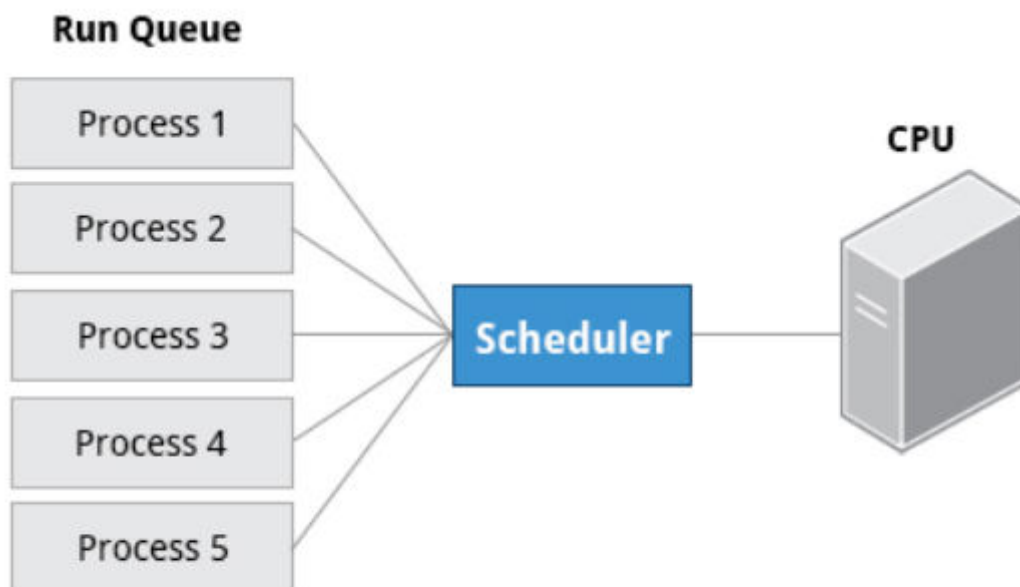 Run Queue
Process 1
Process 2
Process 3
Process 4
Process 5
Scheduler
CPU